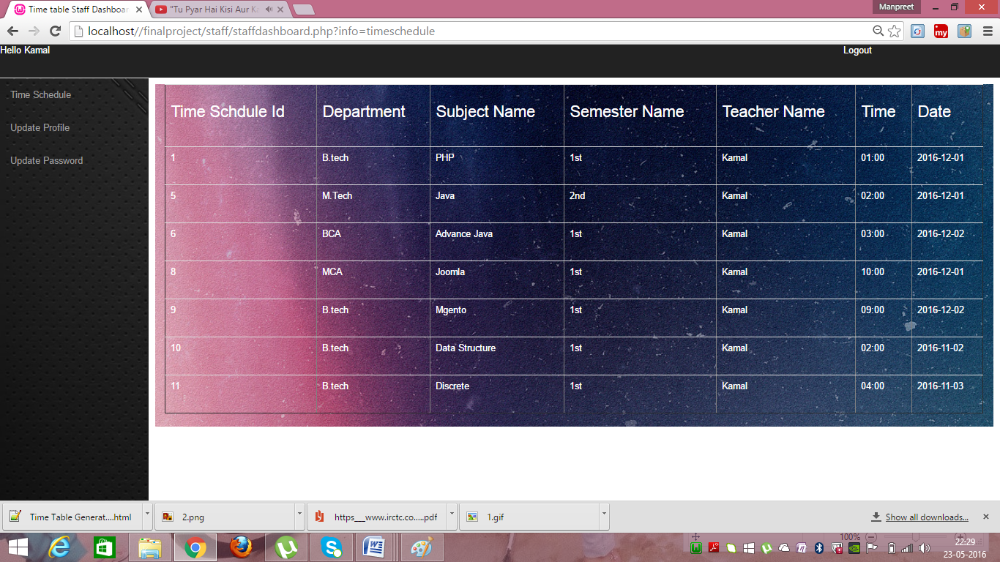 Time table Staff Dashboar
"Tu Pyar Hai Kisi Aur K
Manpreet
localhost//finalproject/staff/staffdashboard.php?info=timeschedule
my
Hello Kamal Logout
Time Schedule
Update Profile
Update Password
Time Schdule Id Department Subject Name Semester Name Teacher Name Time Date
1 B.tech PHP 1st Kamal 01:00 2016-12-01
5 M.Tech Java 2nd Kamal 02:00 2016-12-01
6 BCA Advance Java 1st Kamal 03:00 2016-12-02
8 MCA Joomla 1st Kamal 10:00 2016-12-01
9 B.tech Mgento 1st Kamal 09:00 2016-12-02
10 B.tech Data Structure 1st Kamal 02:00 2016-11-02
11 B.tech Discrete 1st Kamal 04:00 2016-11-03
Time Table Generat....html 2.png https___www.irctc.co.....pdf 1.gif Show all downloads...
100%
22:29
23-05-2016